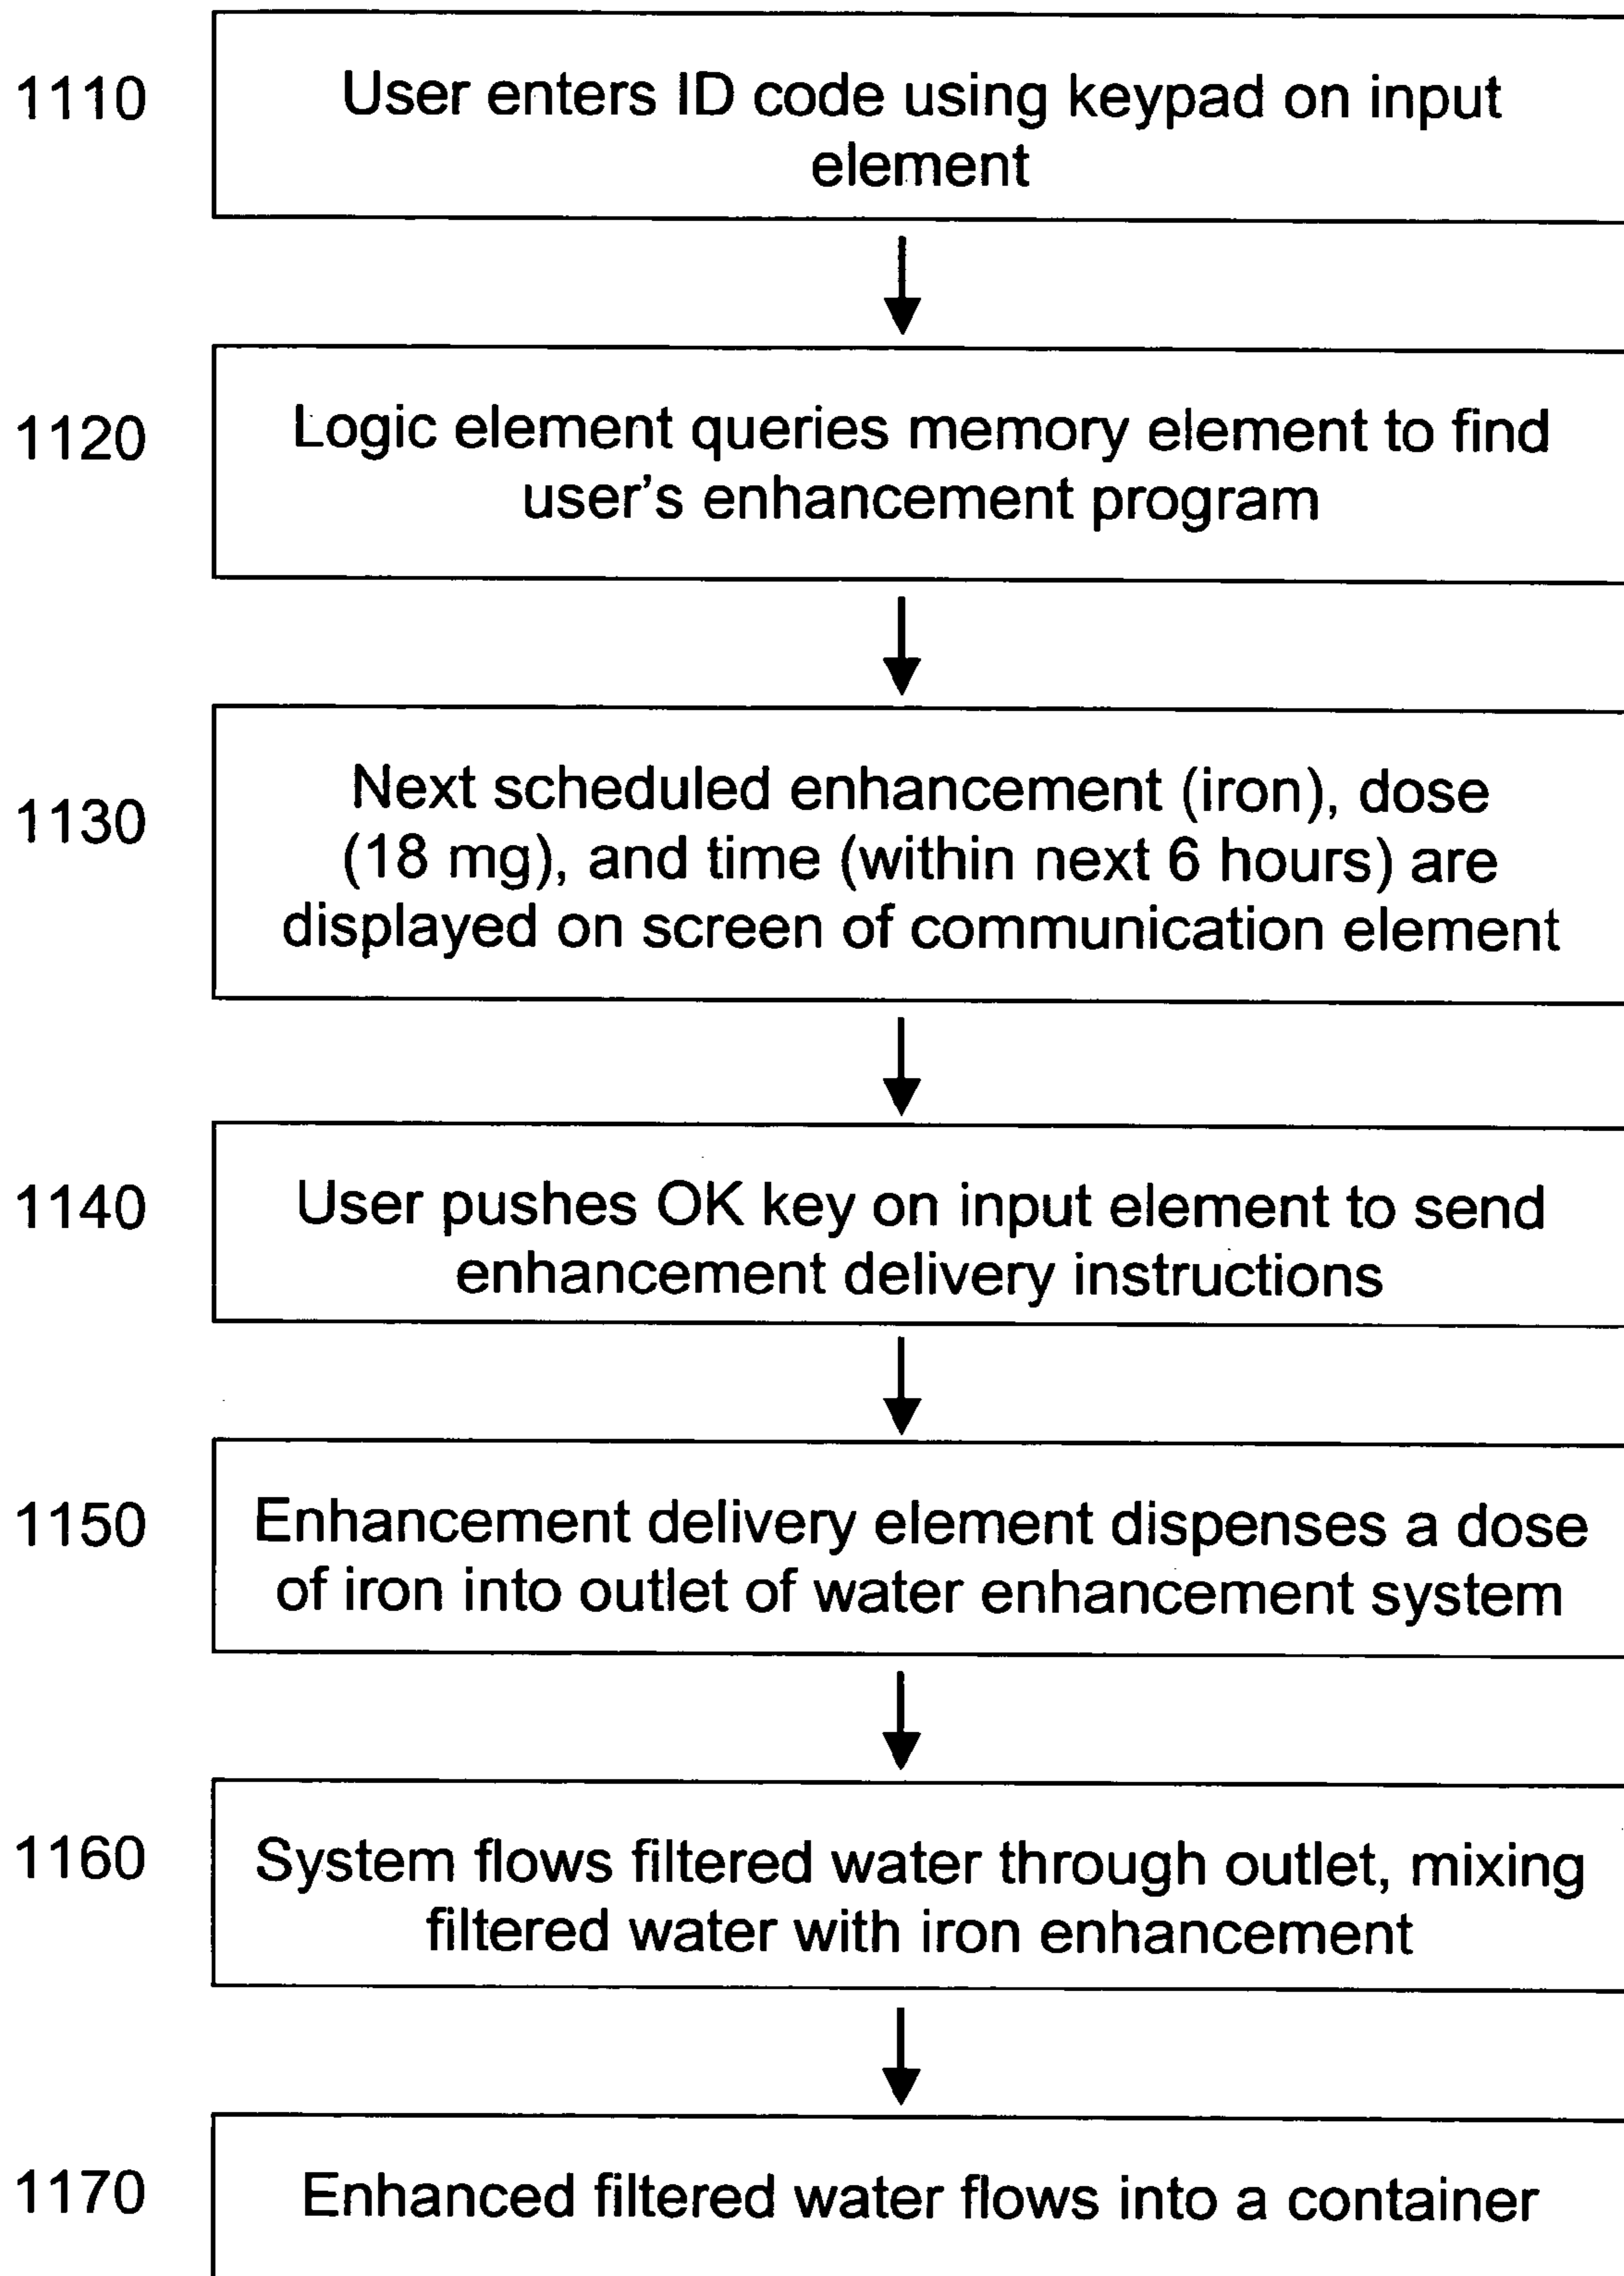 1110
User enters ID code using keypad on input
element
1120
Logic element queries memory element to find
user's enhancement program
1130
Next scheduled enhancement (iron), dose
(18 mg), and time (within next 6 hours) are
displayed on screen of communication element
1140
User pushes OK key on input element to send
enhancement delivery instructions
1150
Enhancement delivery element dispenses a dose
of iron into outlet of water enhancement system
1160
System flows filtered water through outlet, mixing
filtered water with iron enhancement
1170
Enhanced filtered water flows into a container